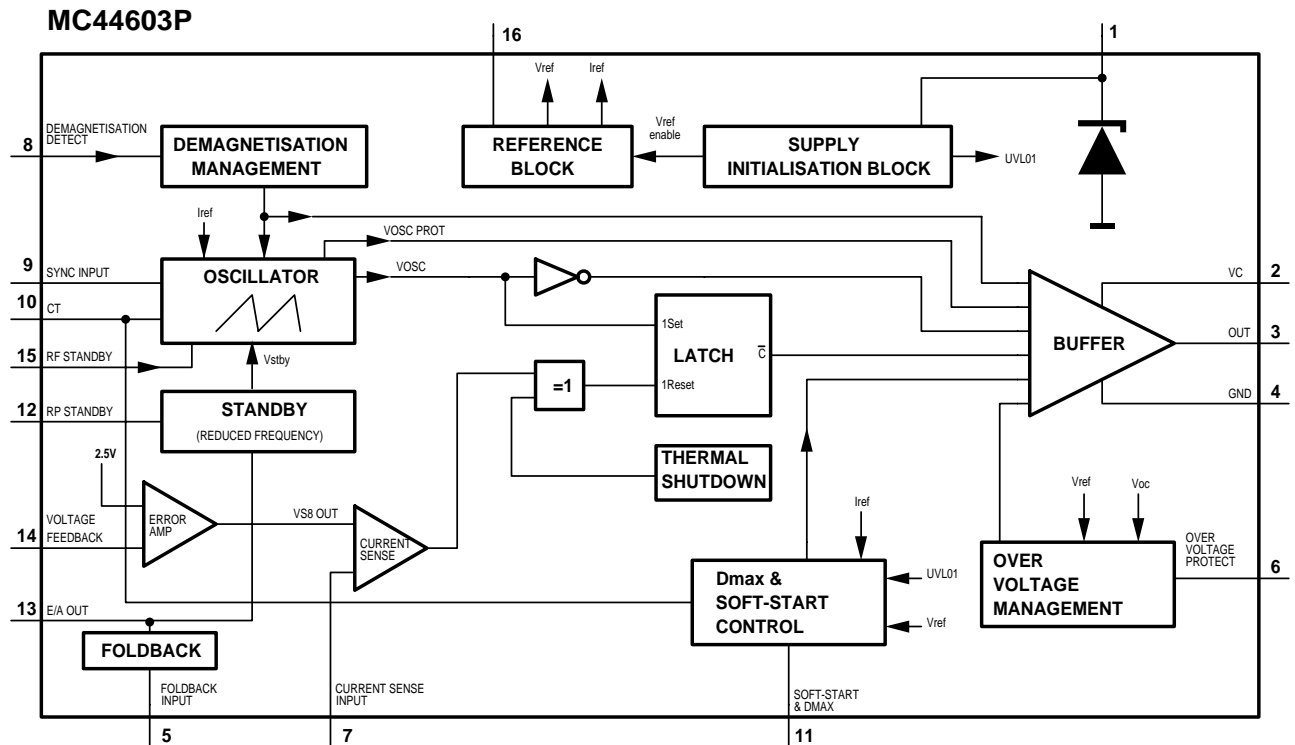 MC44603P
16
1
Vref
Iref
8
DEMAGNETISATION
DETECT
DEMAGNETISATION
MANAGEMENT
REFERENCE
BLOCK
Vref
enable
SUPPLY
INITIALISATION BLOCK
UVL01
Iref
VOSC PROT
9
SYNC INPUT
OSCILLATOR
VOSC
VC
2
10
CT
1Set
LATCH
C̅
1Reset
BUFFER
OUT
3
15
RF STANDBY
Vstby
=1
GND
4
12
RP STANDBY
STANDBY
(REDUCED FREQUENCY)
2.5V
THERMAL
SHUTDOWN
14
VOLTAGE
FEEDBACK
ERROR
AMP
VS8 OUT
CURRENT
SENSE
Iref
Vref
Voc
OVER
VOLTAGE
PROTECT
6
Dmax &
SOFT-START
CONTROL
UVL01
Vref
OVER
VOLTAGE
MANAGEMENT
13
E/A OUT
FOLDBACK
FOLDBACK
INPUT
5
CURRENT SENSE
INPUT
7
SOFT-START
& DMAX
11